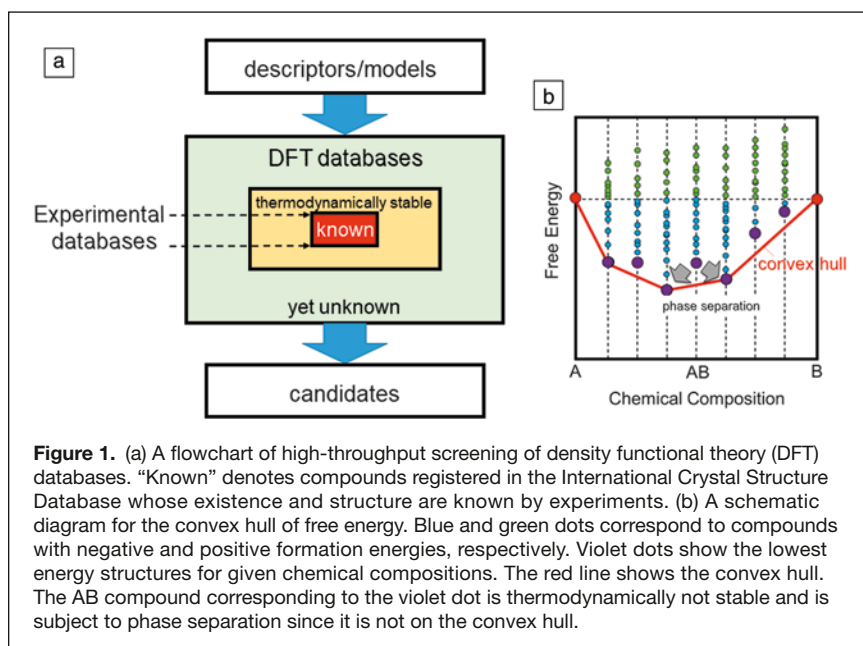 a
descriptors/models
DFT databases
thermodynamically stable
Experimental
databases
known
yet unknown
candidates
b
Free Energy
convex hull
phase separation
A
AB
B
Chemical Composition
Figure 1. (a) A flowchart of high-throughput screening of density functional theory (DFT)
databases. “Known” denotes compounds registered in the International Crystal Structure
Database whose existence and structure are known by experiments. (b) A schematic
diagram for the convex hull of free energy. Blue and green dots correspond to compounds
with negative and positive formation energies, respectively. Violet dots show the lowest
energy structures for given chemical compositions. The red line shows the convex hull.
The AB compound corresponding to the violet dot is thermodynamically not stable and is
subject to phase separation since it is not on the convex hull.